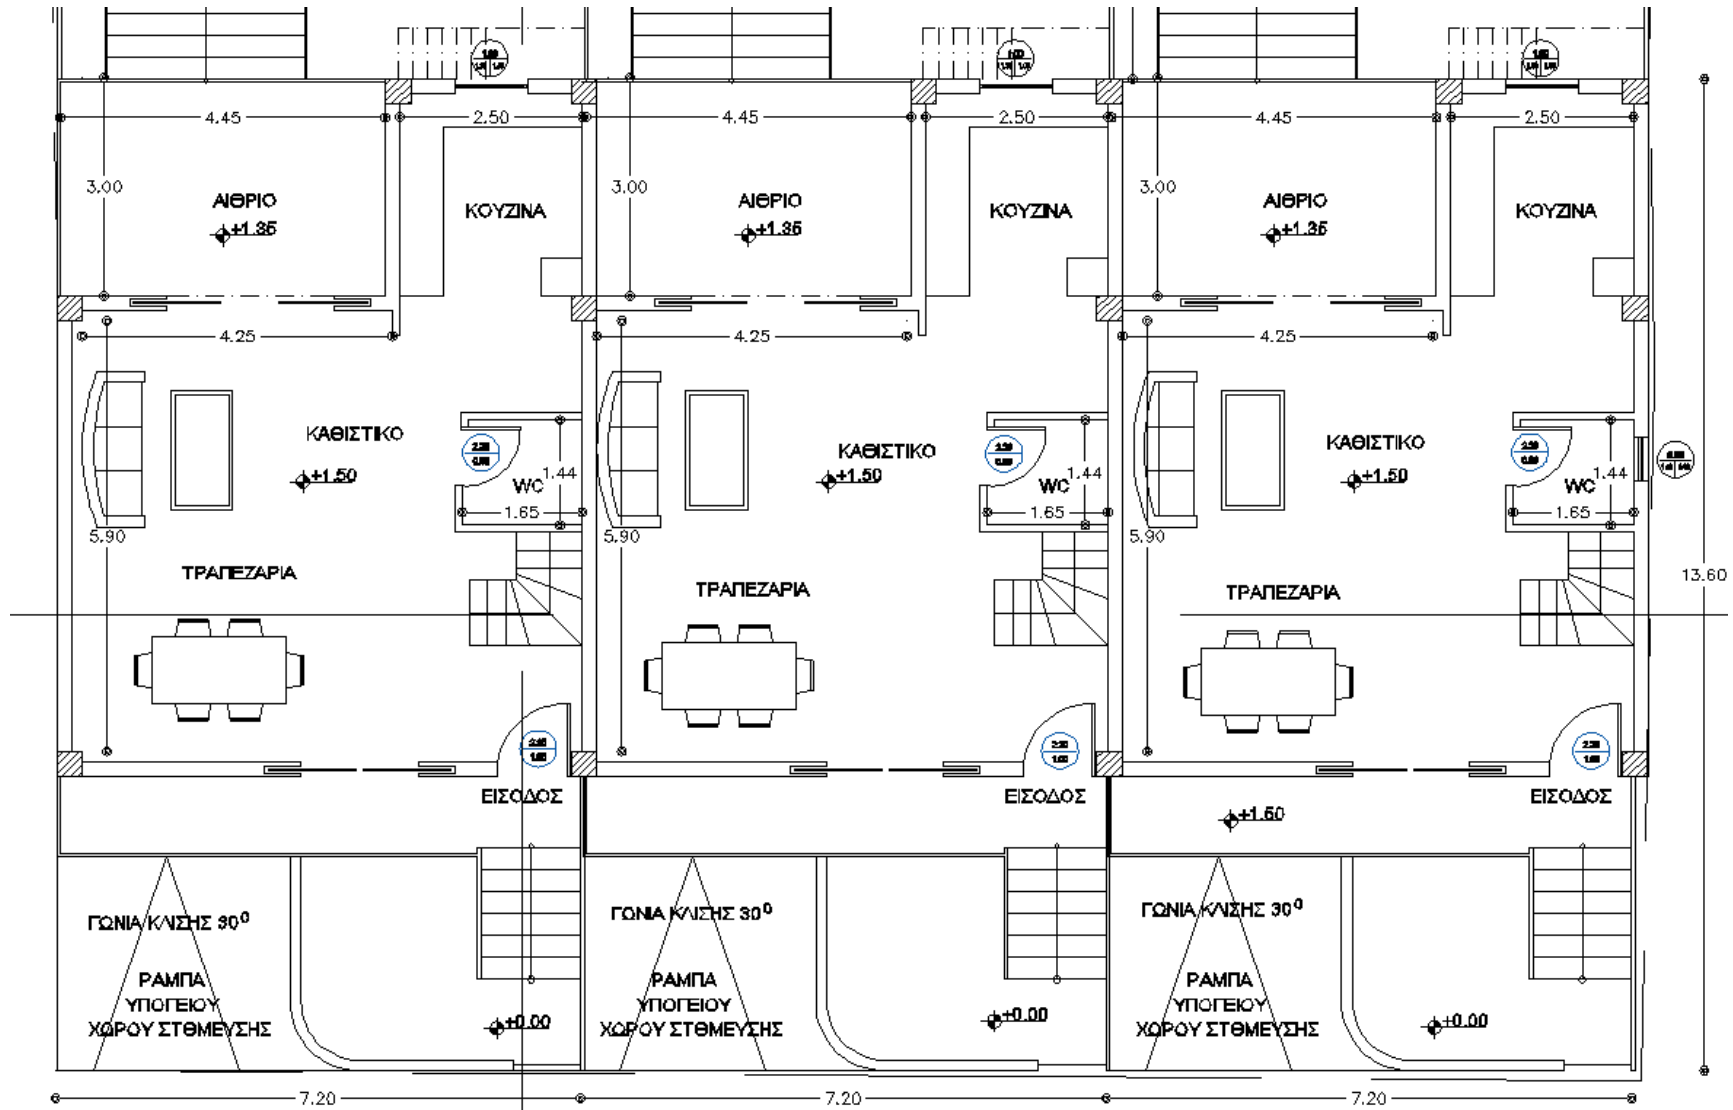 4.45 2.50 4.45 2.50 4.45 2.50
3.00 3.00 3.00
ΑΙΘΡΙΟ ΚΟΥΖΙΝΑ ΑΙΘΡΙΟ ΚΟΥΖΙΝΑ ΑΙΘΡΙΟ ΚΟΥΖΙΝΑ
+1.35 +1.35 +1.35
4.25 4.25 4.25
ΚΑΘΙΣΤΙΚΟ ΚΑΘΙΣΤΙΚΟ ΚΑΘΙΣΤΙΚΟ
+1.50 1.44 +1.50 1.44 +1.50 1.44
WC WC WC
1.65 1.65 1.65
5.90 5.90 5.90
ΤΡΑΠΕΖΑΡΙΑ ΤΡΑΠΕΖΑΡΙΑ ΤΡΑΠΕΖΑΡΙΑ
13.60
ΕΙΣΟΔΟΣ ΕΙΣΟΔΟΣ ΕΙΣΟΔΟΣ
+1.50
ΓΩΝΙΑ ΚΛΙΣΗΣ 30⁰ ΓΩΝΙΑ ΚΛΙΣΗΣ 30⁰ ΓΩΝΙΑ ΚΛΙΣΗΣ 30⁰
ΡΑΜΠΑ ΡΑΜΠΑ ΡΑΜΠΑ
ΥΠΟΓΕΙΟΥ ΥΠΟΓΕΙΟΥ ΥΠΟΓΕΙΟΥ
ΧΩΡΟΥ ΣΤΘΜΕΥΣΗΣ +0.00 ΧΩΡΟΥ ΣΤΘΜΕΥΣΗΣ +0.00 ΧΩΡΟΥ ΣΤΘΜΕΥΣΗΣ +0.00
7.20 7.20 7.20